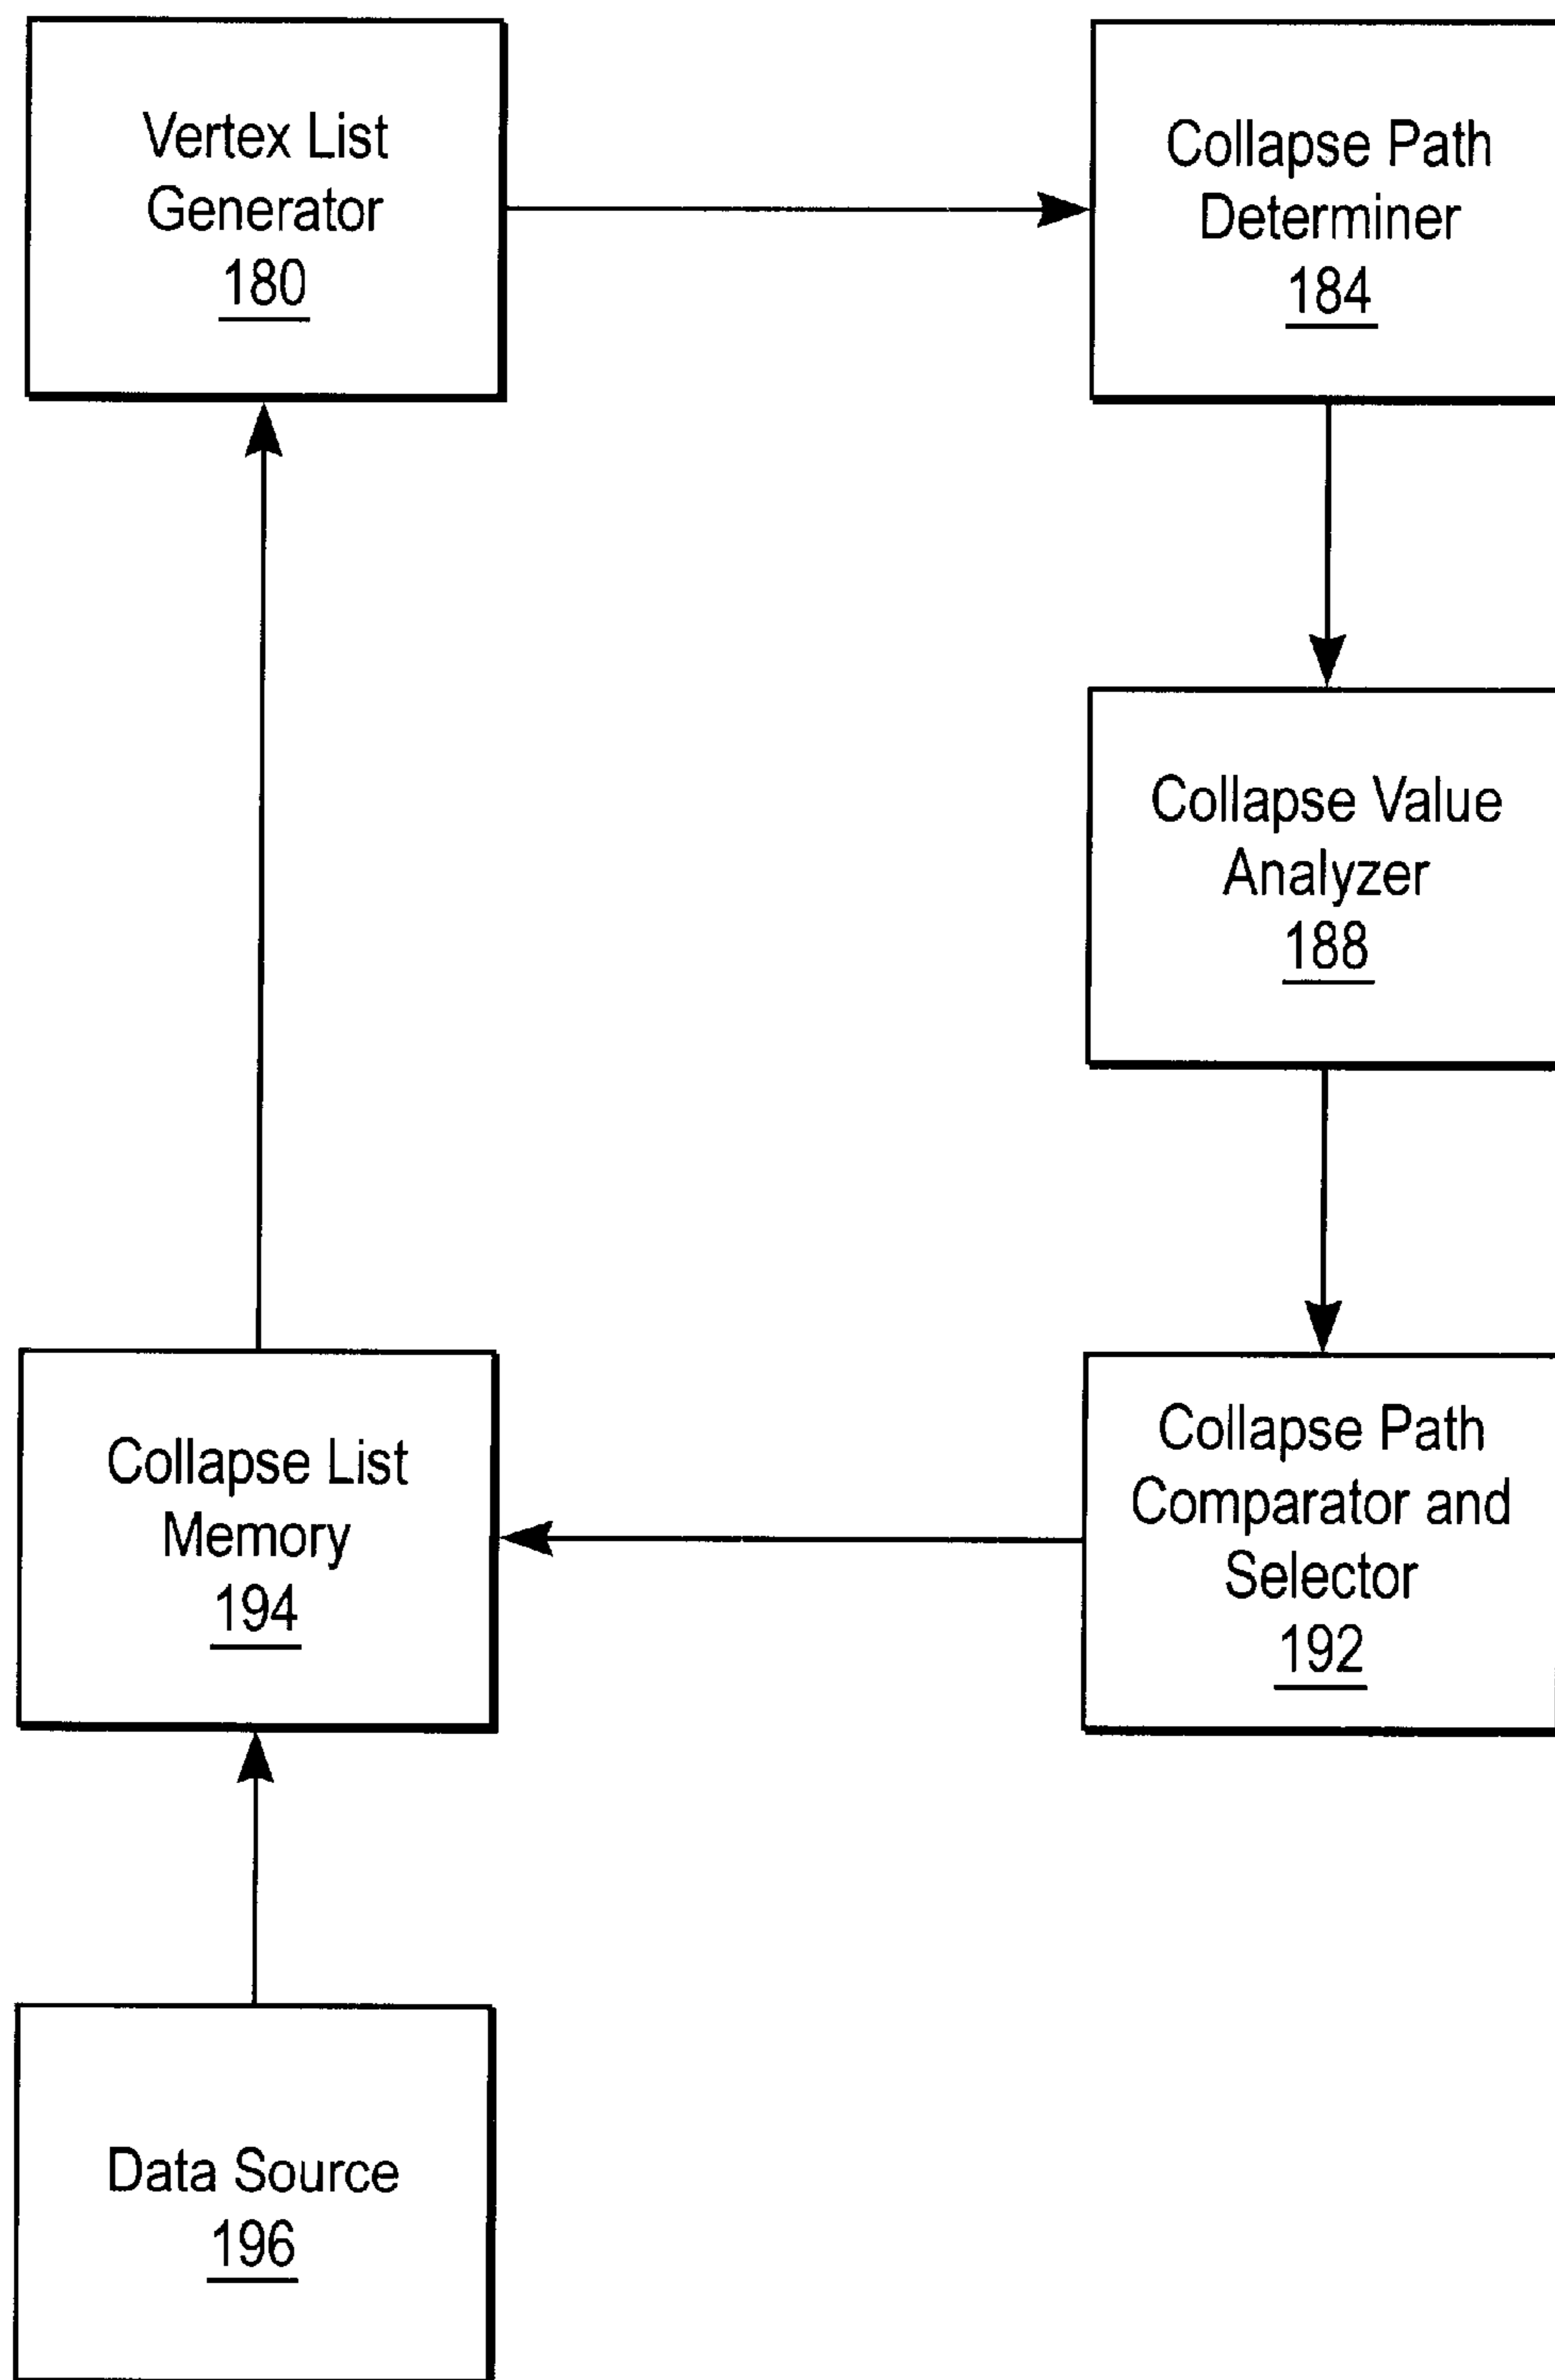 Vertex List
Generator
180
Collapse Path
Determiner
184
Collapse Value
Analyzer
188
Collapse List
Memory
194
Collapse Path
Comparator and
Selector
192
Data Source
196